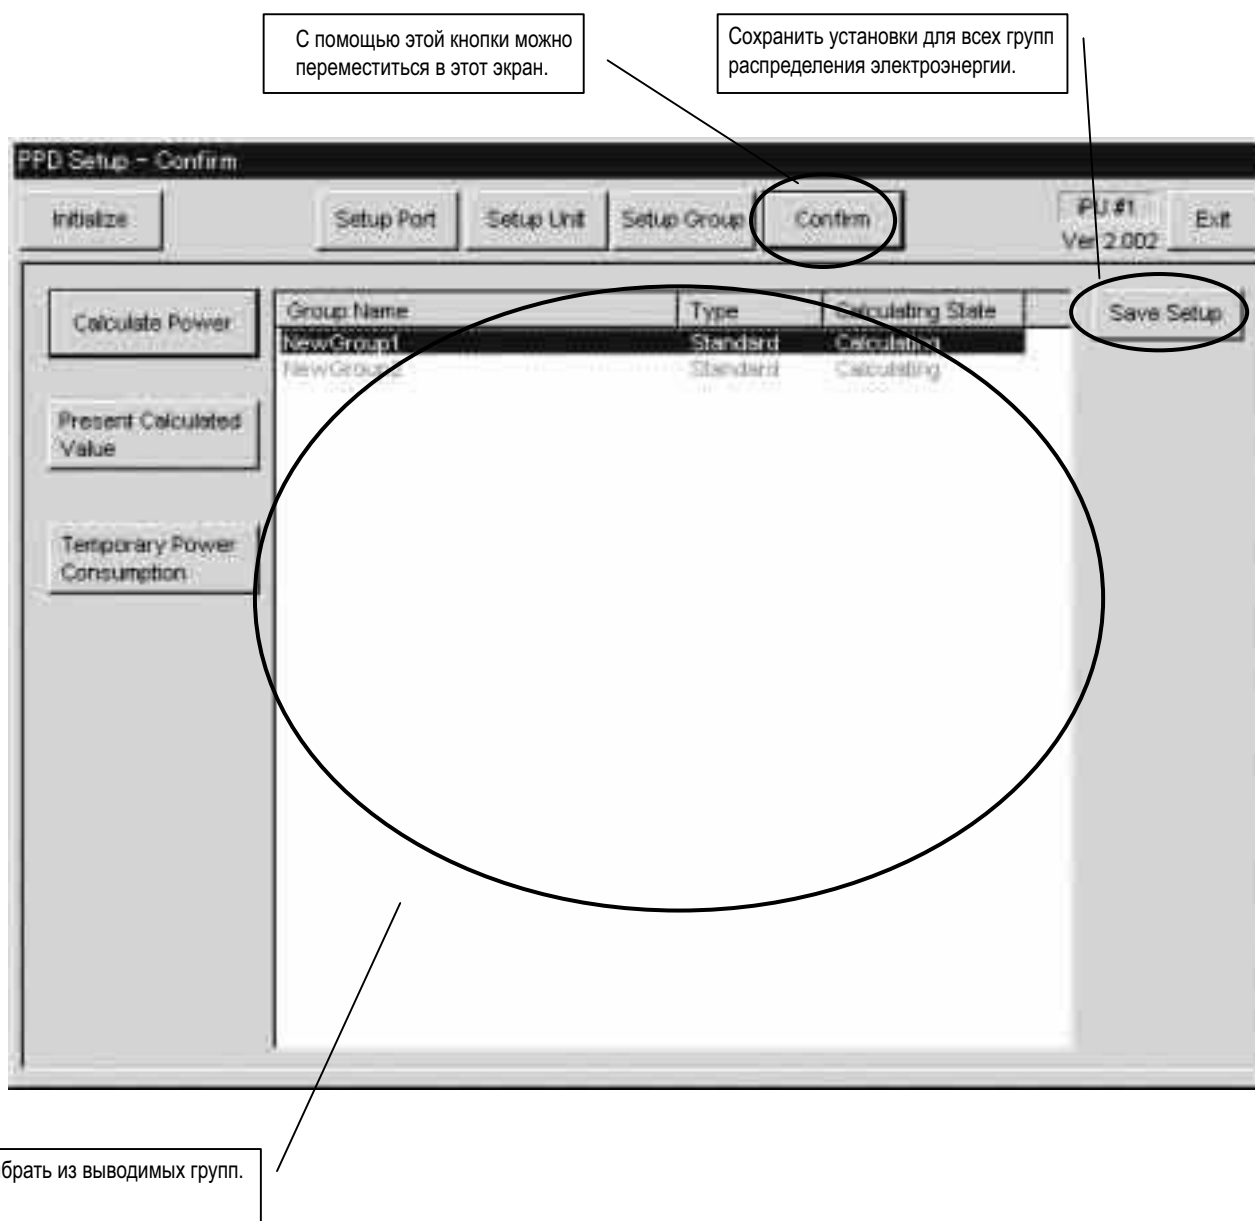 С помощью этой кнопки можно
переместиться в этот экран.
Сохранить установки для всех групп
распределения электроэнергии.
PPD Setup - Confirm
Initialize
Setup Port
Setup Unit
Setup Group
Confirm
iPU #1
Ver 2.002
Exit
Calculate Power
Group Name
Type
Calculating State
Save Setup
NewGroup1
Standard
Calculating
NewGroup2
Standard
Calculating
Present Calculated
Value
Temporary Power
Consumption
брать из выводимых групп.